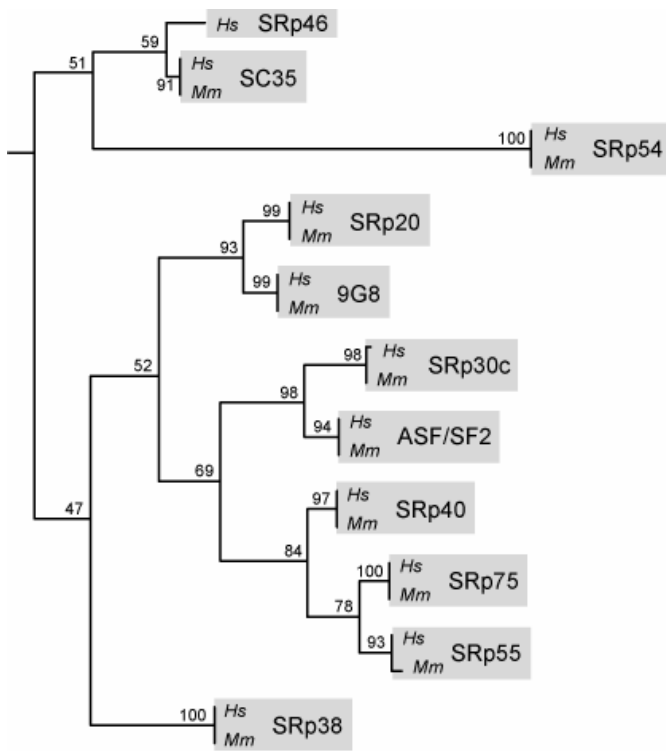 Hs SRp46
59
51
Hs
SC35
91 Mm
100 Hs
SRp54
Mm
99 Hs
SRp20
Mm
93
99 Hs
9G8
Mm
52
98 Hs
SRp30c
Mm
98
94 Hs
ASF/SF2
Mm
69
97 Hs
SRp40
Mm
47
84
100 Hs
SRp75
Mm
78
93 Hs
SRp55
Mm
100 Hs
SRp38
Mm